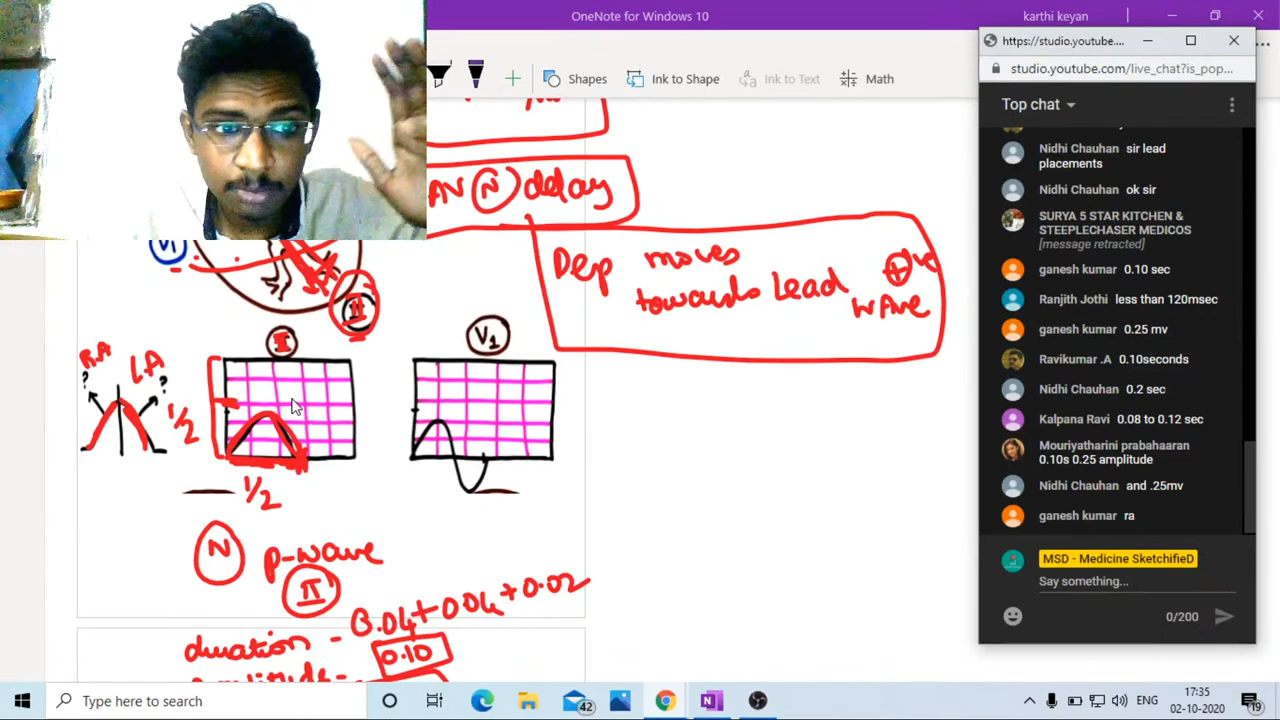 OneNote for Windows 10
karthi keyan
https://studio.youtube....
studio.youtube.com/live_chat?is_pop...
Shapes
Ink to Shape
Ink to Text
Math
Top chat
Nidhi Chauhan sir lead
placements
Nidhi Chauhan ok sir
SURYA 5 STAR KITCHEN &
STEEPLECHASER MEDICOS
[message retracted]
ganesh kumar 0.10 sec
Ranjith jothi less than 120msec
ganesh kumar 0.25 mv
Ravikumar .A 0.10seconds
Nidhi Chauhan 0.2 sec
Kalpana Ravi 0.08 to 0.12 sec
Mouriyatharini prabahaaran
0.10s 0.25 amplitude
Nidhi Chauhan and .25mv
ganesh kumar ra
MSD - Medicine SketchifieD
Say something...
0/200
AV N delay
Dep moves
towards Lead
wAve
V1
II
II
V1
R.A
LA
?
?
1/2
1/2
N p-wave
II
duration - 0.04+0.04+0.02
0.10
Type here to search
42
ENG
17:35
02-10-2020
19